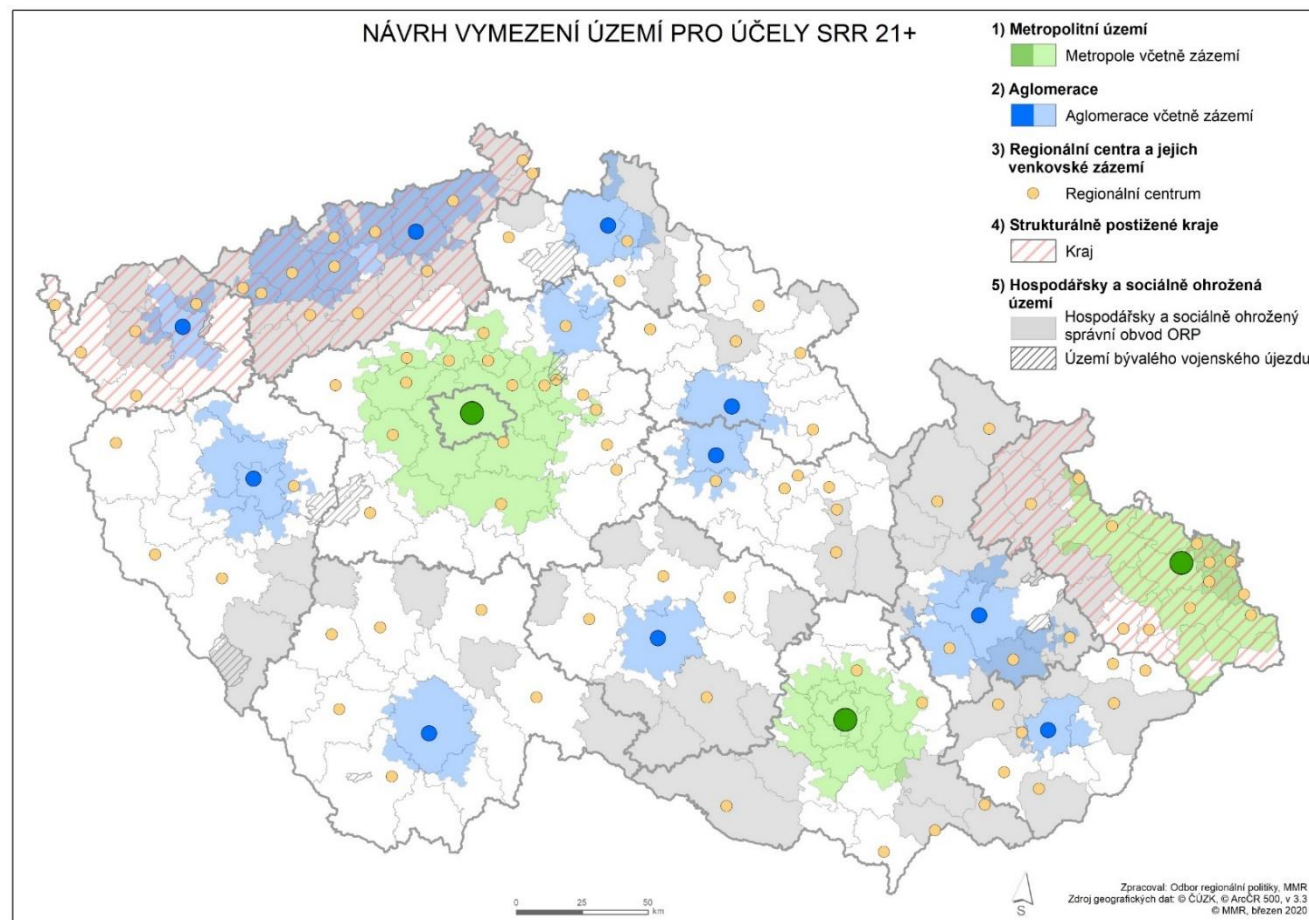 NÁVRH VYMEZENÍ ÚZEMÍ PRO ÚČELY SRR 21+
1) Metropolitní území
Metropole včetně zázemí
2) Aglomerace
Aglomerace včetně zázemí
3) Regionální centra a jejich
venkovské zázemí
Regionální centrum
4) Strukturálně postižené kraje
Kraj
5) Hospodářsky a sociálně ohrožená
území
Hospodářsky a sociálně ohrožený
správní obvod ORP
Území bývalého vojenského újezdu
0 25 50
km
S
Zpracoval: Odbor regionální politiky, MMR
Zdroj geografických dat: © ČÚZK, © ArcČR 500, v 3.3
© MMR, březen 2020